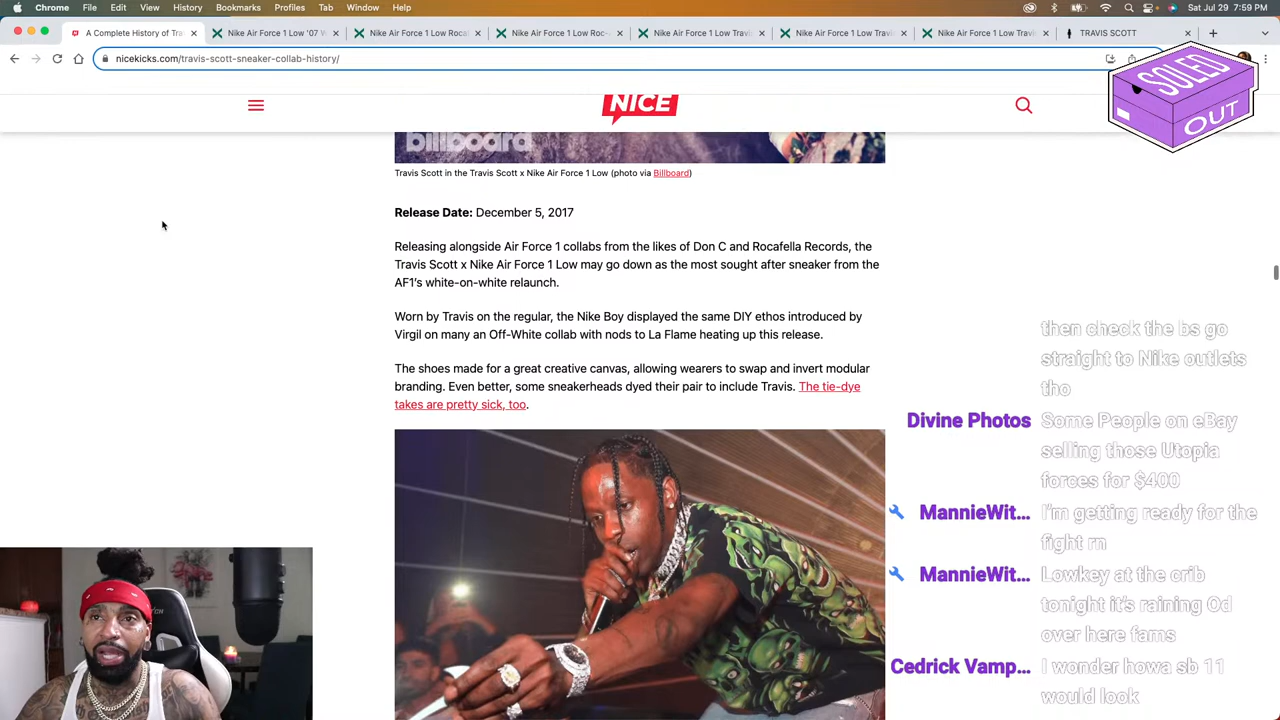 Chrome File Edit View History Bookmarks Profiles Tab Window Help Sat Jul 29 7:59 PM
A Complete History of Tra Nike Air Force 1 Low '07 W Nike Air Force 1 Low Rocaf Nike Air Force 1 Low Roc-A Nike Air Force 1 Low Travis Nike Air Force 1 Low Travis Nike Air Force 1 Low Travis TRAVIS SCOTT
nicekicks.com/travis-scott-sneaker-collab-history/
SOLED
OUT
NICE
billboard
Travis Scott in the Travis Scott x Nike Air Force 1 Low (photo via Billboard)
Release Date: December 5, 2017
Releasing alongside Air Force 1 collabs from the likes of Don C and Rocafella Records, the
Travis Scott x Nike Air Force 1 Low may go down as the most sought after sneaker from the
AF1's white-on-white relaunch.
Worn by Travis on the regular, the Nike Boy displayed the same DIY ethos introduced by
Virgil on many an Off-White collab with nods to La Flame heating up this release.
The shoes made for a great creative canvas, allowing wearers to swap and invert modular
branding. Even better, some sneakerheads dyed their pair to include Travis. The tie-dye
takes are pretty sick, too.
then check the bs go
straight to Nike outlets
tho
Divine Photos Some People on eBay
selling those Utopia
forces for $400
MannieWit... I'm getting ready for the
fight rn
MannieWit... Lowkey at the crib
tonight it's raining Od
over here fams
Cedrick Vamp... I wonder howa sb 11
would look